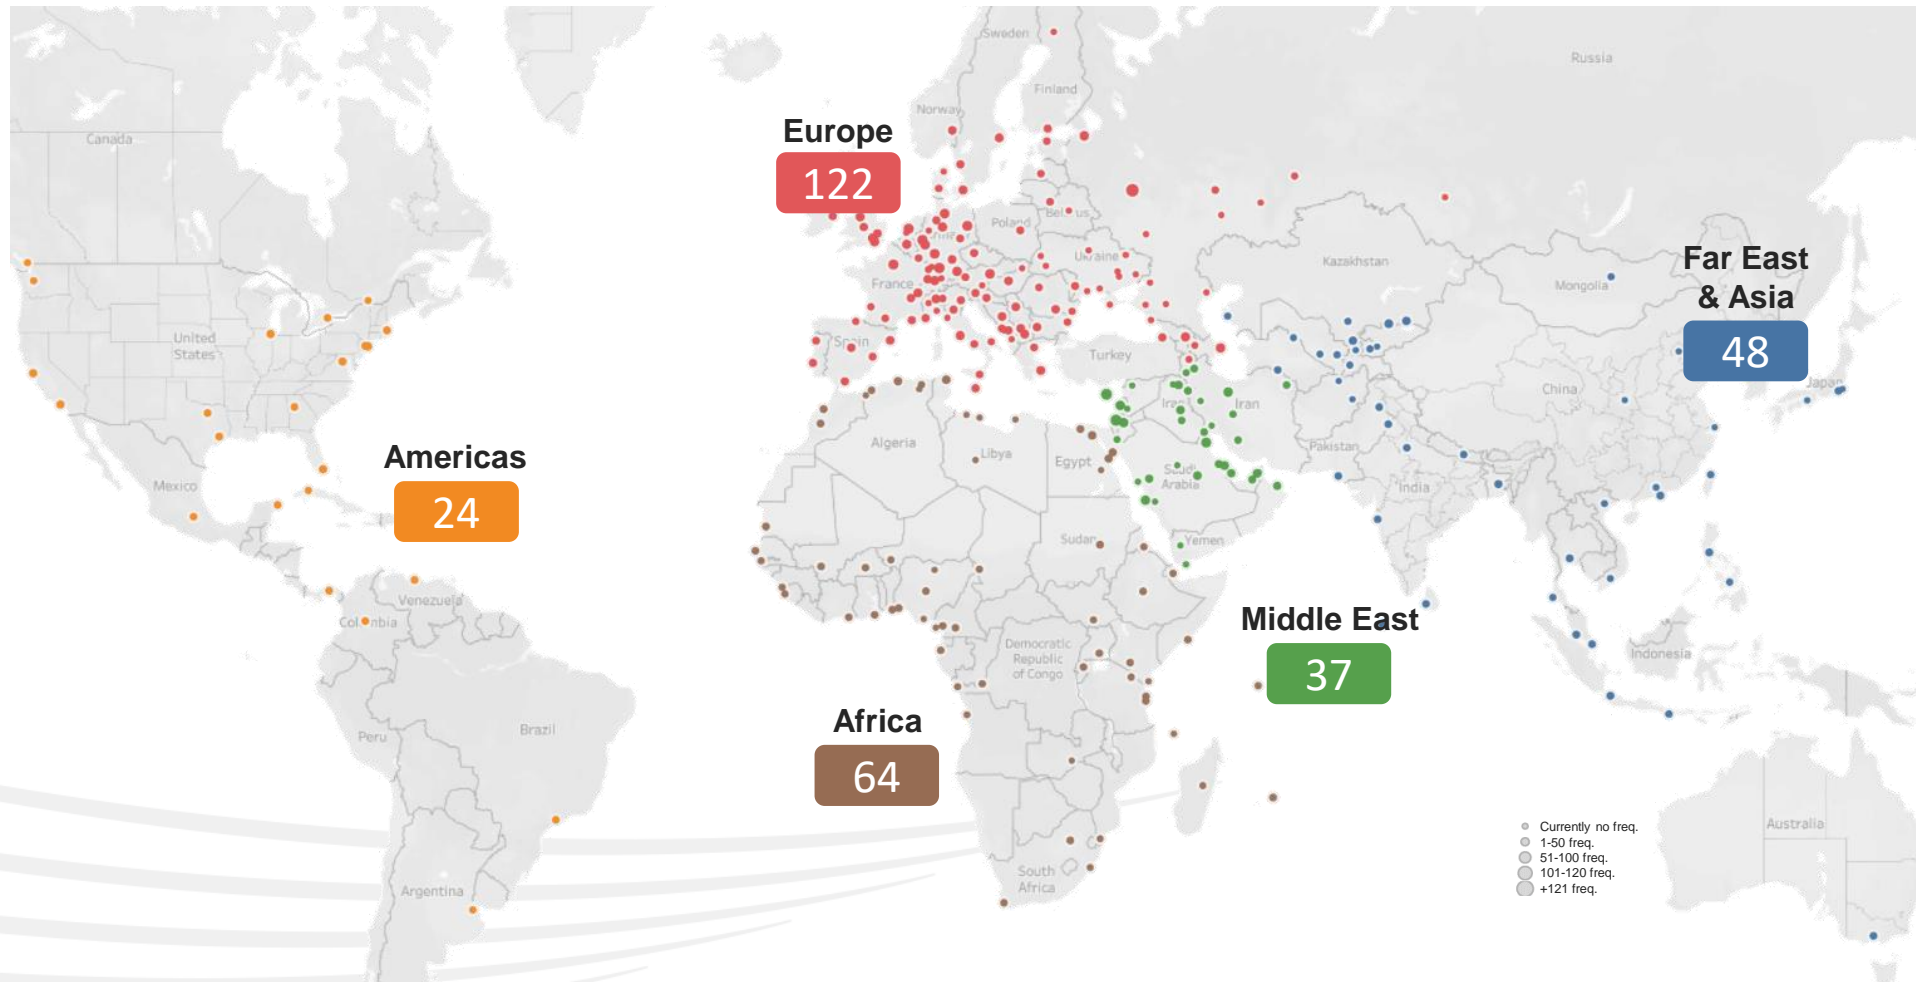 Sweden
Russia
Finland
Norway
Canada
Europe
122
Poland
Ukraine
Kazakhstan
Mongolia
Far East
& Asia
48
France
United
States
Spain
Turkey
China
Japan
Iran
Algeria
Libya
Egypt
Pakistan
Saudi
Arabia
India
Americas
24
Mexico
Sudan
Yemen
Venezuela
Middle East
37
Democratic
Republic
of Congo
Indonesia
Africa
64
Peru
Brazil
South
Africa
Argentina
Australia
Currently no freq.
1-50 freq.
51-100 freq.
101-120 freq.
+121 freq.